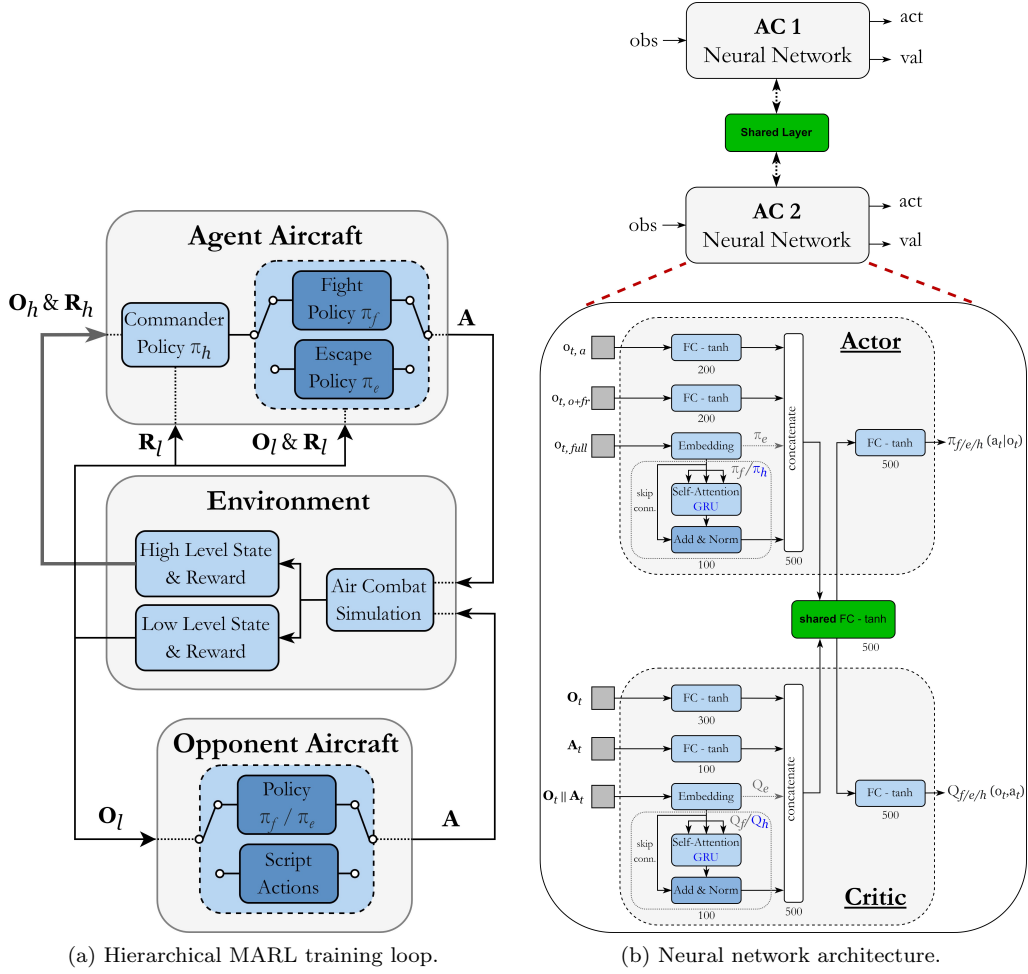 Agent Aircraft
O_h & R_h
Commander
Policy π_h
Fight
Policy π_f
Escape
Policy π_e
A
R_l
O_l & R_l
Environment
High Level State
& Reward
Low Level State
& Reward
Air Combat
Simulation
Opponent Aircraft
O_l
Policy
π_f / π_e
Script
Actions
A
(a) Hierarchical MARL training loop.
obs
AC 1
Neural Network
act
val
Shared Layer
obs
AC 2
Neural Network
act
val
Actor
o_t, a
FC - tanh
200
o_t, o+fr
FC - tanh
200
o_t, full
Embedding
π_e
π_f/π_h
skip
conn.
Self-Attention
GRU
Add & Norm
100
concatenate
500
FC - tanh
500
π_f/e/h (a_t|o_t)
shared FC - tanh
500
O_t
FC - tanh
300
A_t
FC - tanh
100
O_t || A_t
Embedding
Q_e
Q_f/Q_h
skip
conn.
Self-Attention
GRU
Add & Norm
100
concatenate
500
FC - tanh
500
Q_f/e/h (o_t,a_t)
Critic
(b) Neural network architecture.